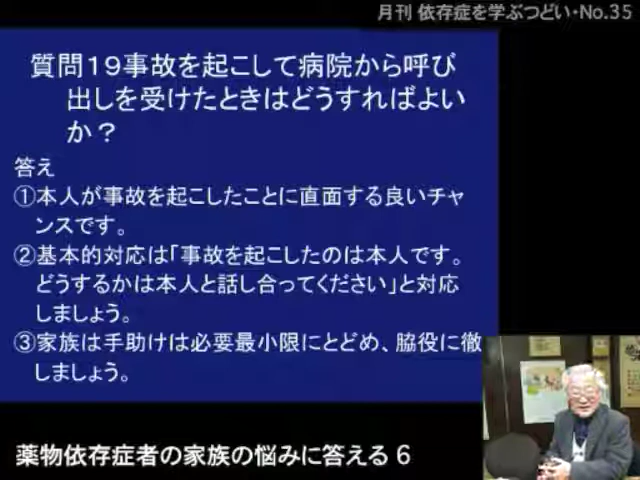 月刊 依存症を学ぶつどい・No.35
質問１９事故を起こして病院から呼び
出しを受けたときはどうすればよい
か？
答え
①本人が事故を起こしたことに直面する良いチャ
ンスです。
②基本的対応は「事故を起こしたのは本人です。
どうするかは本人と話し合ってください」と対応
しましょう。
③家族は手助けは必要最小限にとどめ、脇役に徹
しましょう。
薬物依存症者の家族の悩みに答える 6